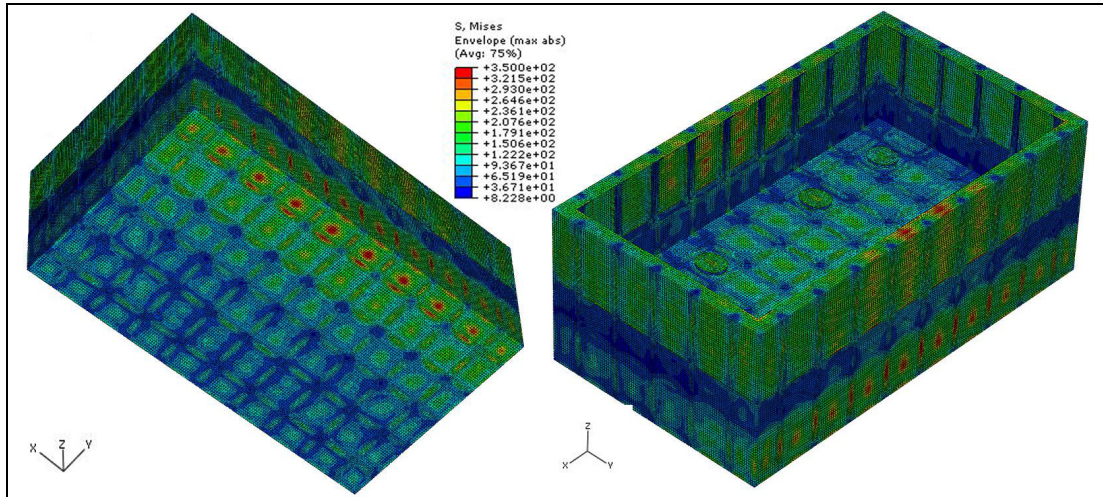 S, Mises
Envelope (max abs)
(Avg: 75%)
+3.500e+02
+3.215e+02
+2.930e+02
+2.646e+02
+2.361e+02
+2.076e+02
+1.791e+02
+1.506e+02
+1.222e+02
+9.367e+01
+6.519e+01
+3.671e+01
+8.228e+00
X Z Y
Z
X Y